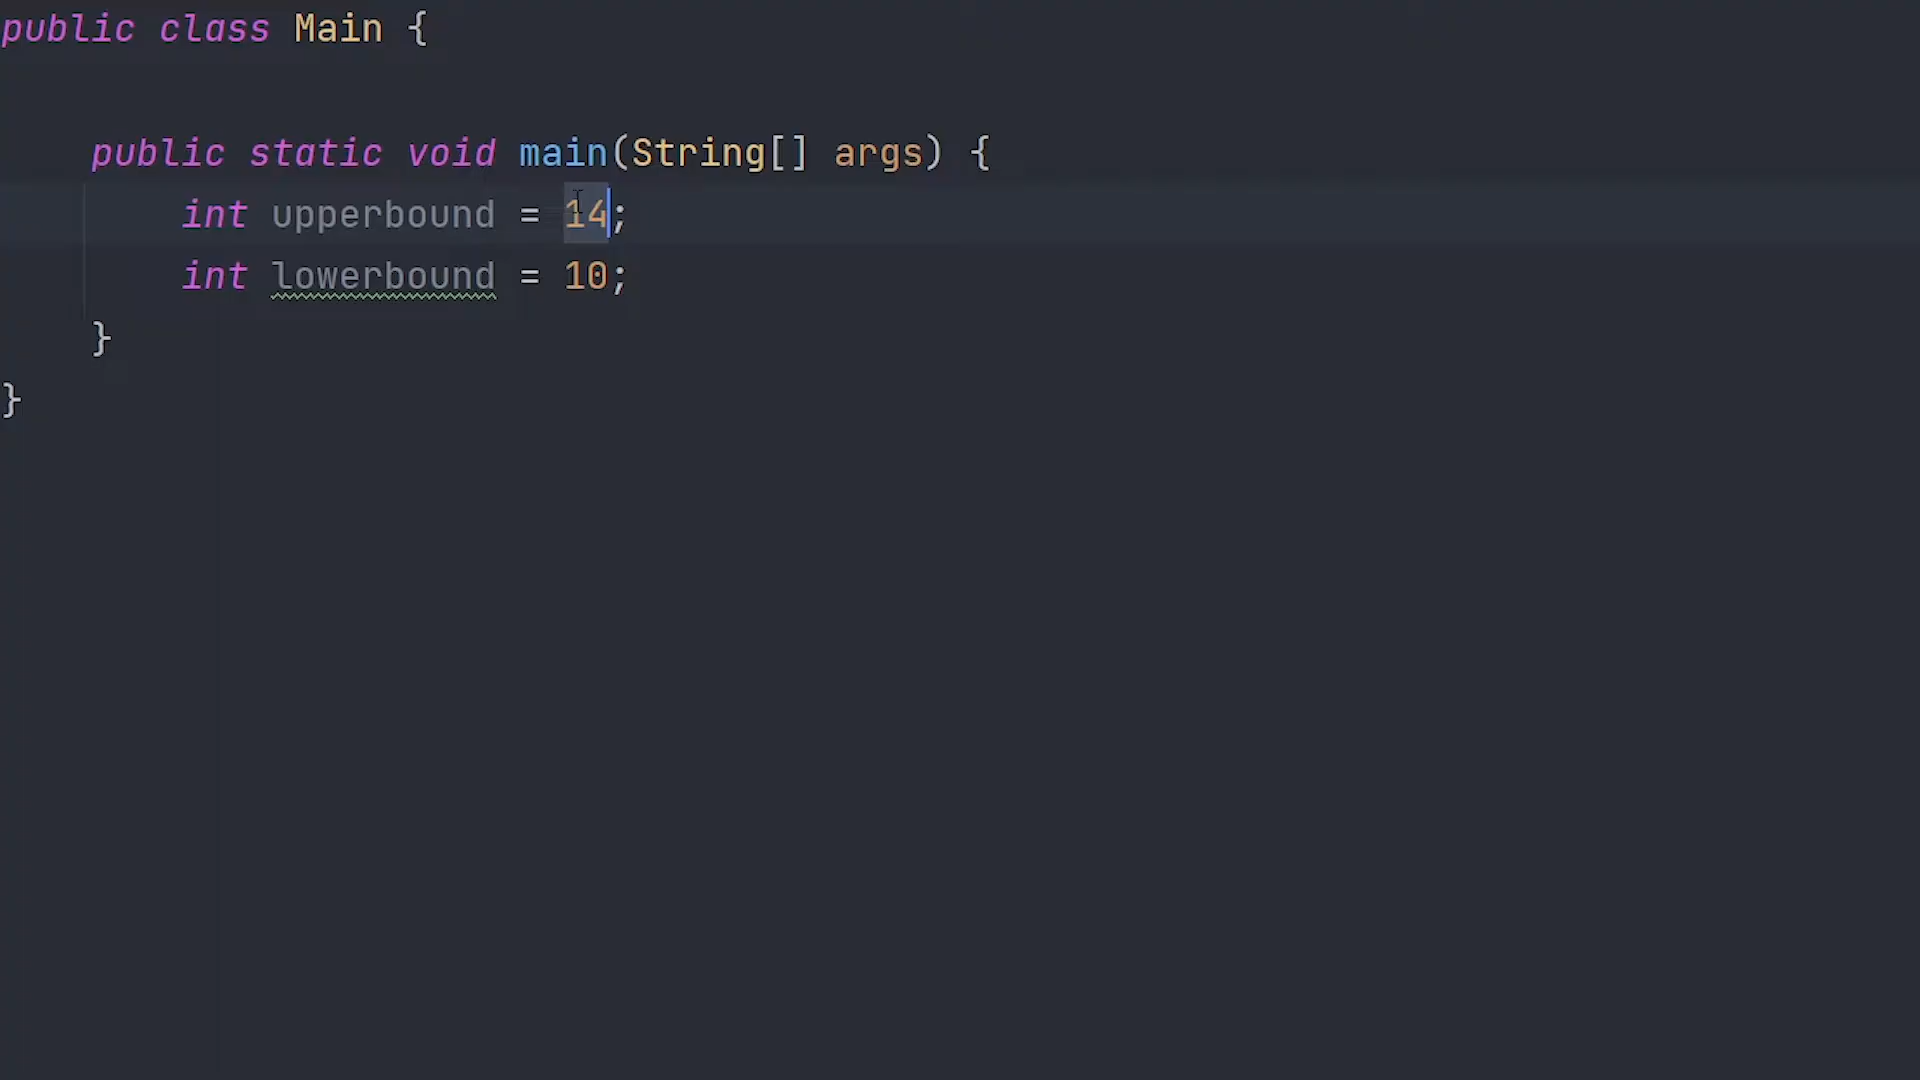 public class Main {
public static void main(String[] args) {
int upperbound = 14;
int lowerbound = 10;
}
}